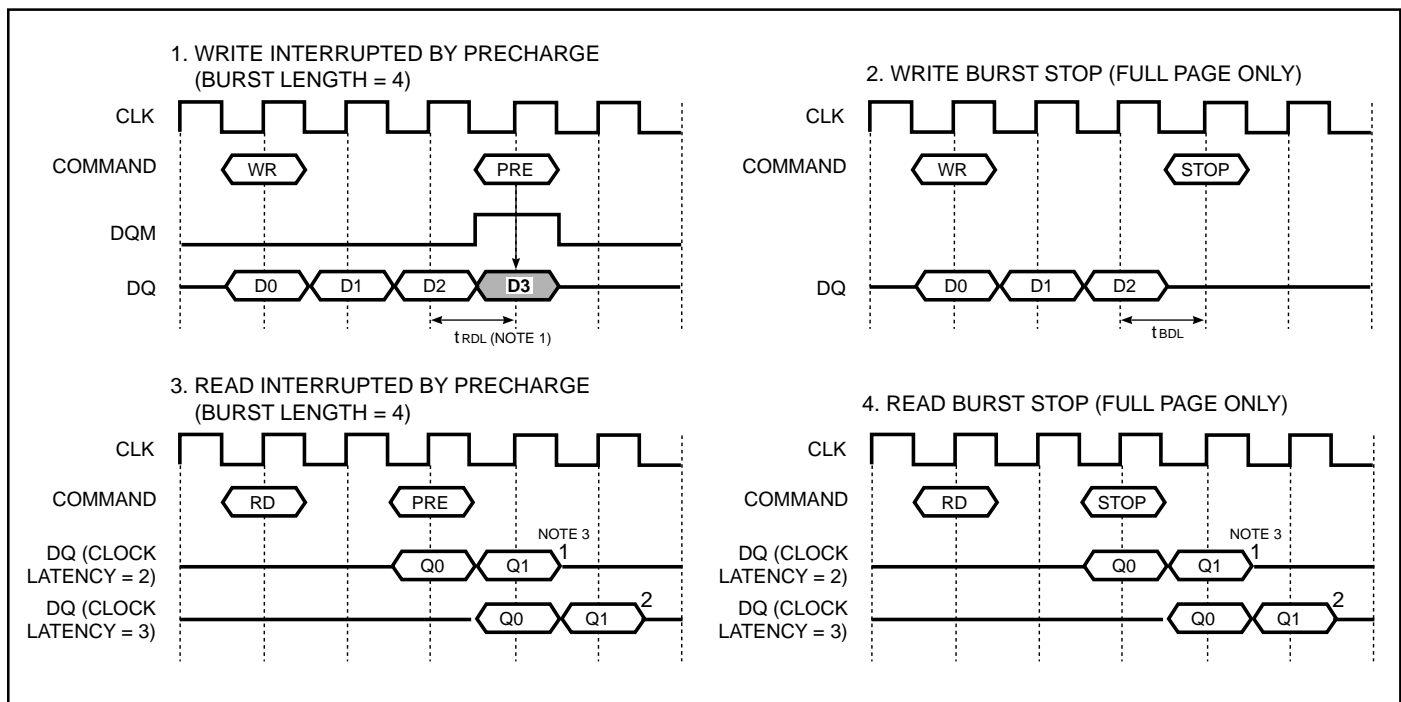 1. WRITE INTERRUPTED BY PRECHARGE
(BURST LENGTH = 4)
CLK
COMMAND
WR
PRE
DQM
DQ
D0
D1
D2
D3
tRDL (NOTE 1)
2. WRITE BURST STOP (FULL PAGE ONLY)
CLK
COMMAND
WR
STOP
DQ
D0
D1
D2
tBDL
3. READ INTERRUPTED BY PRECHARGE
(BURST LENGTH = 4)
CLK
COMMAND
RD
PRE
NOTE 3
DQ (CLOCK
LATENCY = 2)
Q0
Q1
1
DQ (CLOCK
LATENCY = 3)
Q0
Q1
2
4. READ BURST STOP (FULL PAGE ONLY)
CLK
COMMAND
RD
STOP
NOTE 3
DQ (CLOCK
LATENCY = 2)
Q0
Q1
1
DQ (CLOCK
LATENCY = 3)
Q0
Q1
2